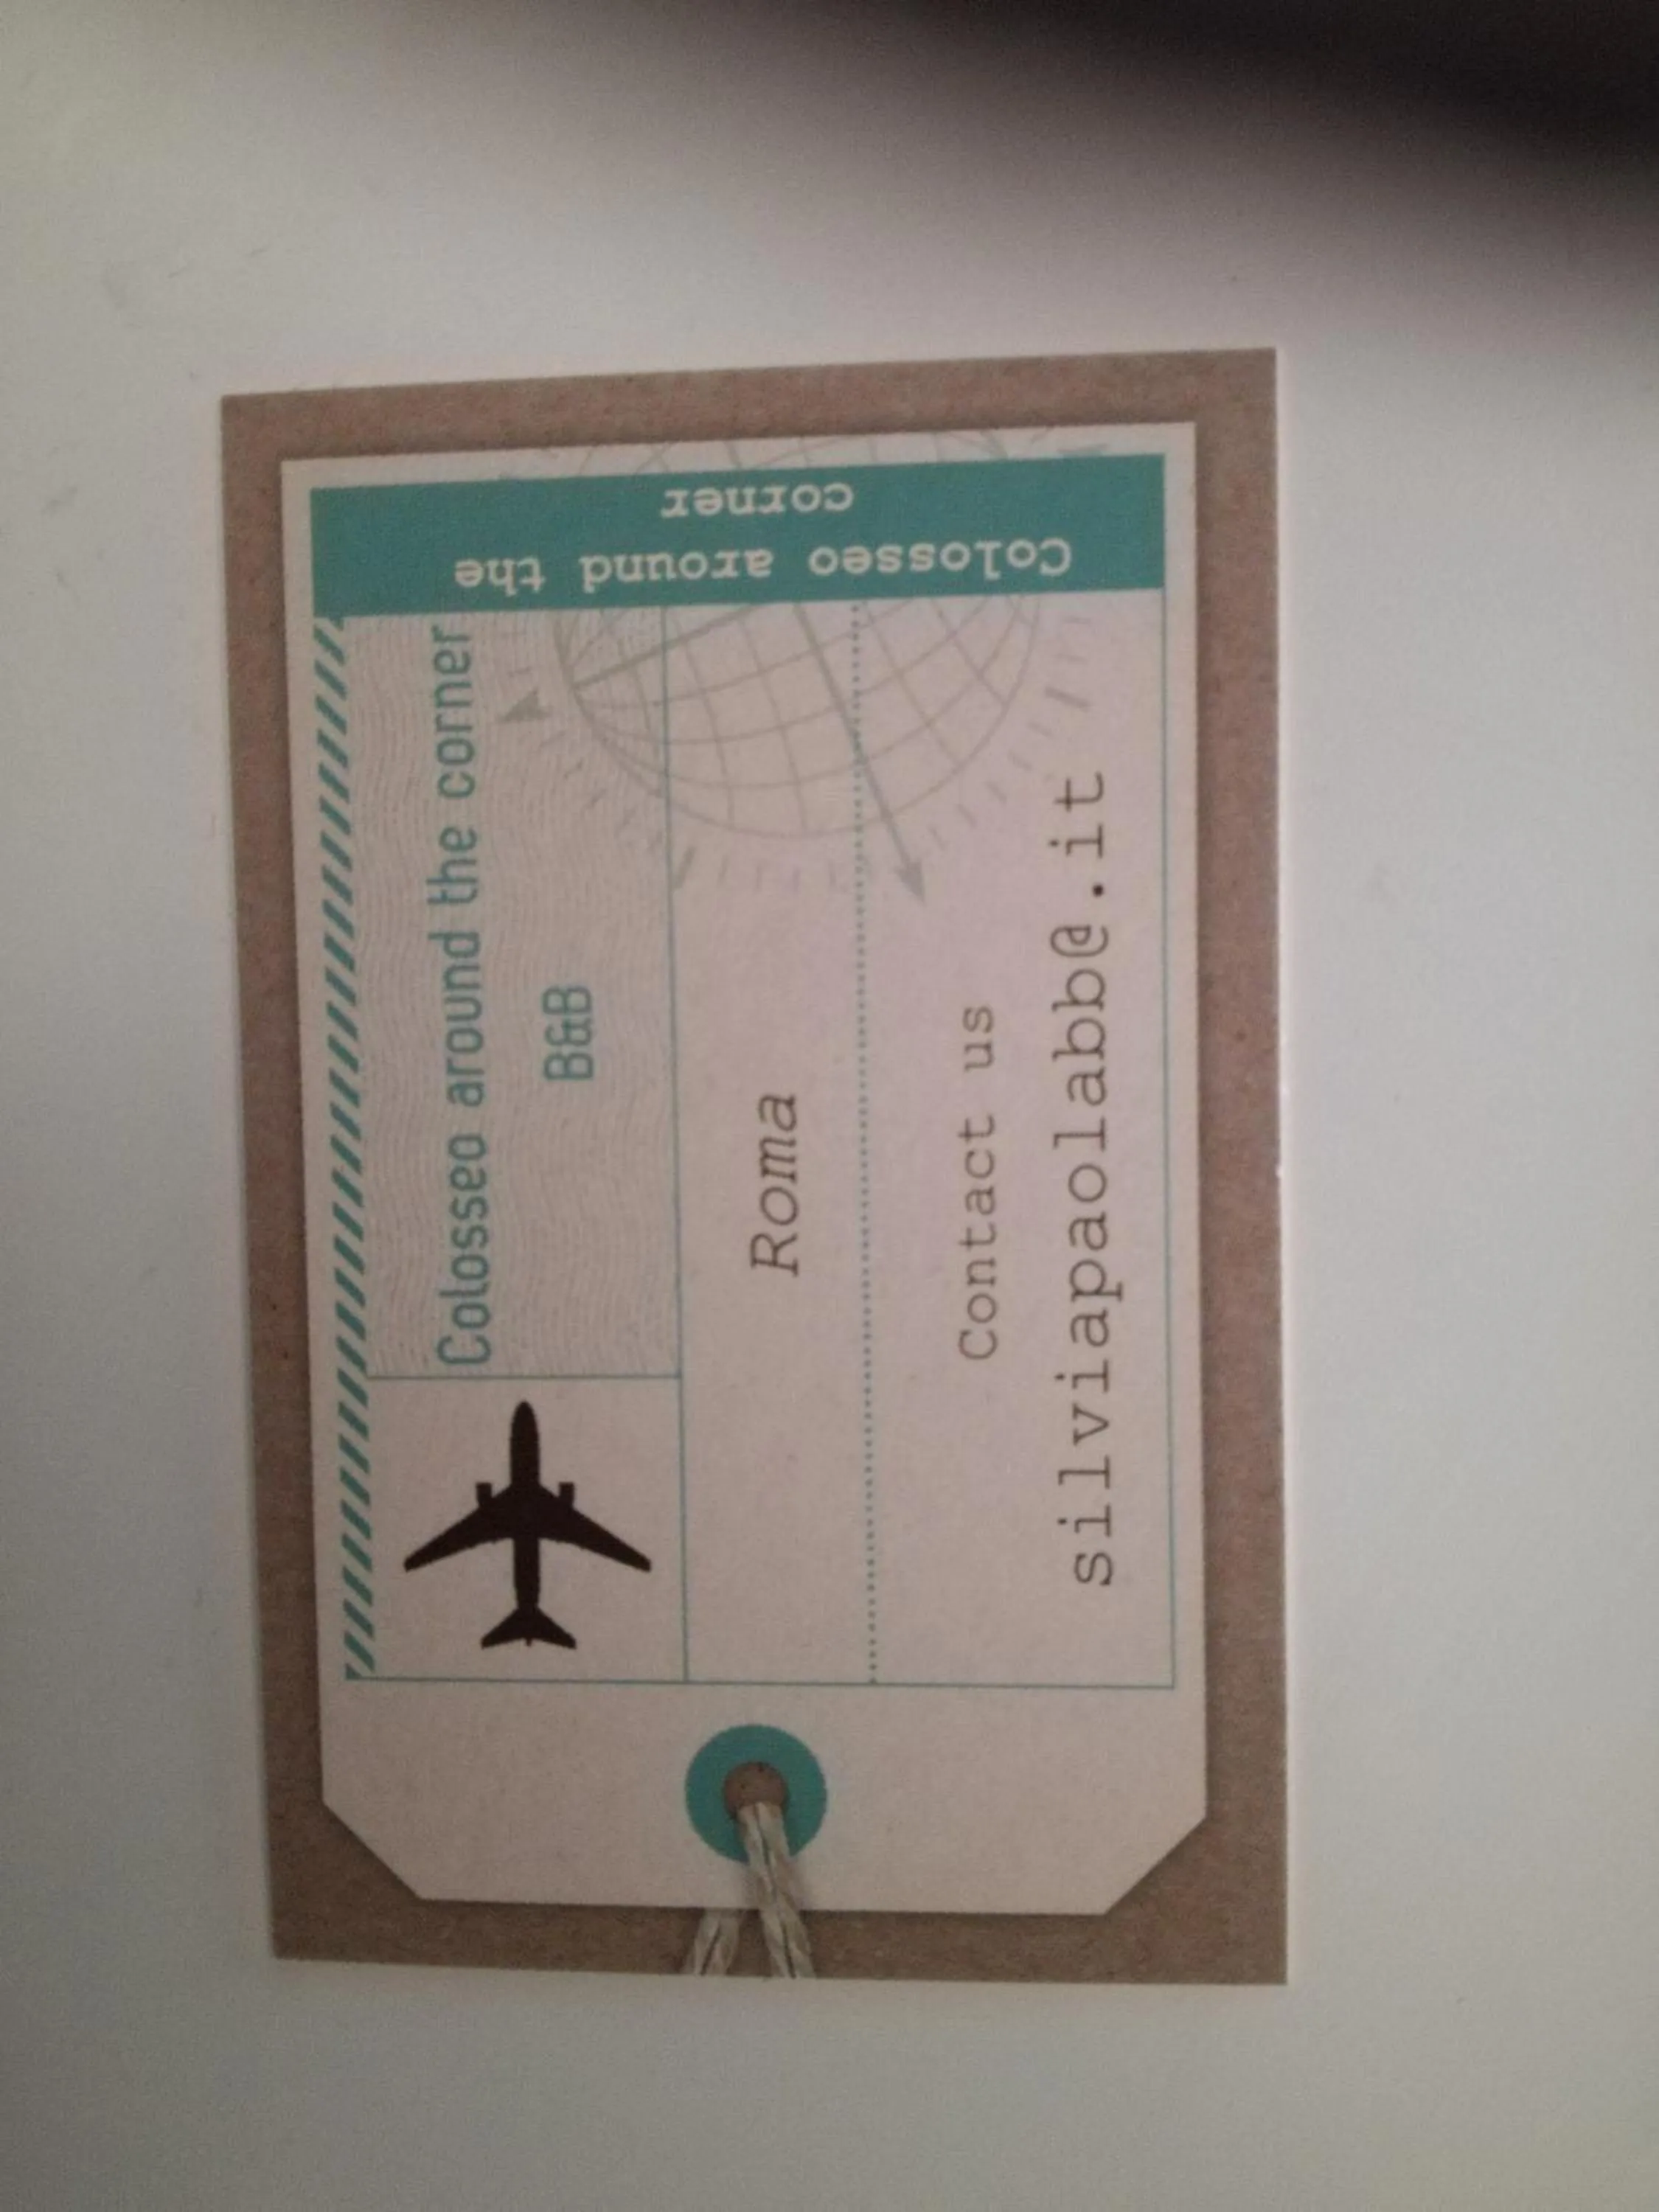 Colosseo around the corner
B&B
Roma
Contact us
silviapaolabb@.it
Colosseo around the
corner